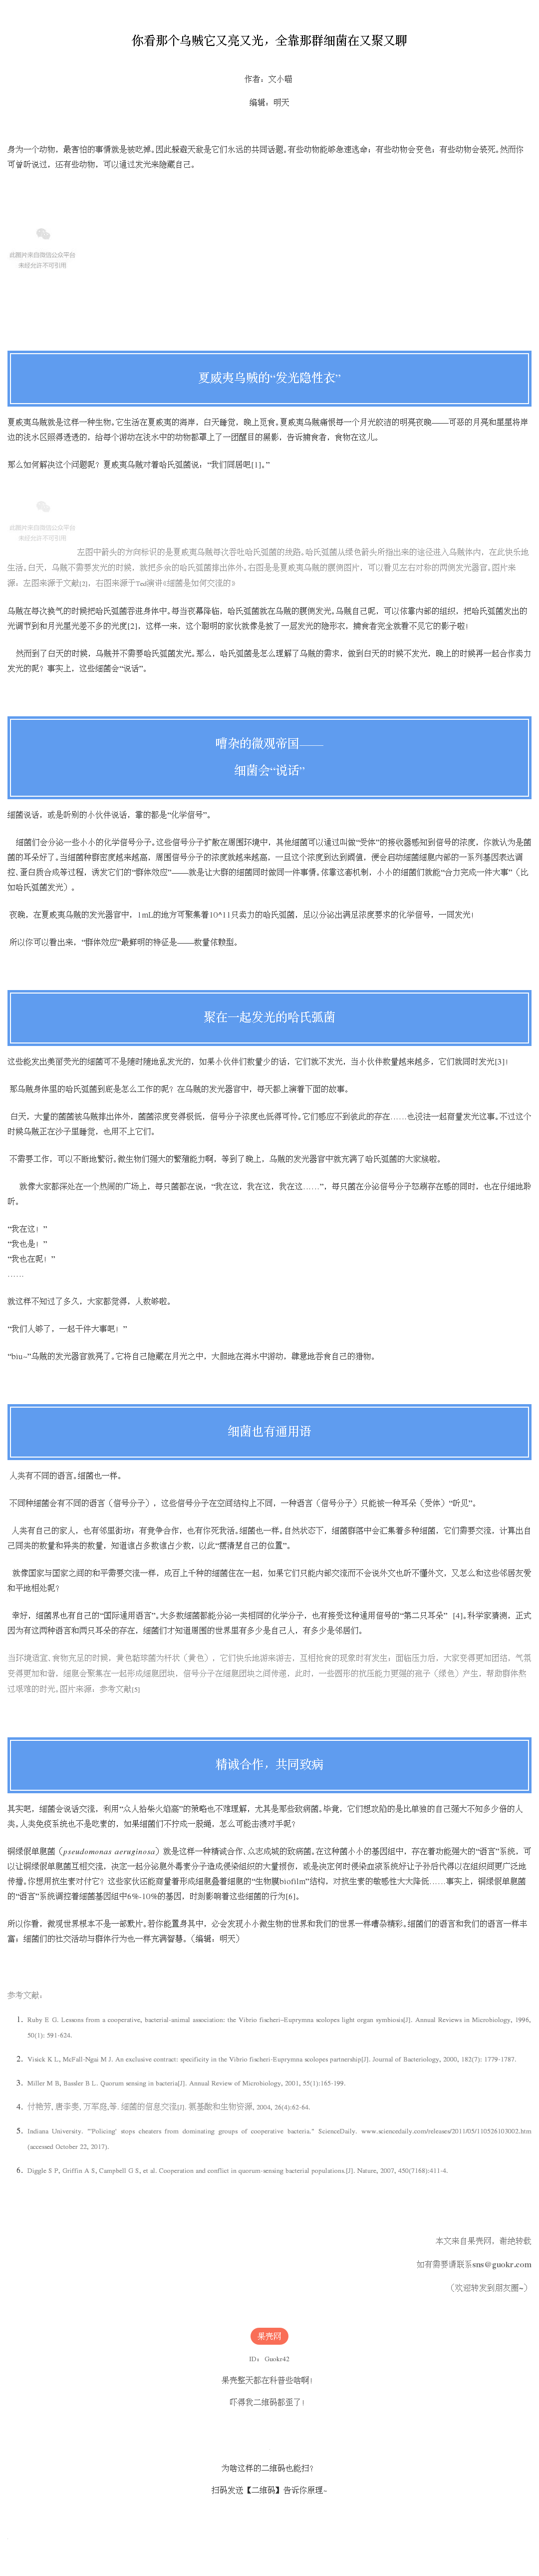 你看那个乌贼它又亮又光，全靠那群细菌在又聚又聊
作者：文小喵
编辑：明天
身为一个动物，最害怕的事情就是被吃掉。因此躲避天敌是它们永远的共同话题。有些动物能够急速逃命；有些动物会变色；有些动物会装死。然而你
可曾听说过，还有些动物，可以通过发光来隐藏自己。
此图片来自微信公众平台
未经允许不可引用
夏威夷乌贼的“发光隐性衣”
夏威夷乌贼就是这样一种生物。它生活在夏威夷的海岸，白天睡觉，晚上觅食。夏威夷乌贼痛恨每一个月光皎洁的明亮夜晚——可恶的月亮和星星将岸
边的浅水区照得透透的，给每个游动在浅水中的动物都罩上了一团醒目的黑影，告诉捕食者，食物在这儿。
那么如何解决这个问题呢？夏威夷乌贼对着哈氏弧菌说：“我们同居吧[1]。”
此图片来自微信公众平台
未经允许不可引用
左图中箭头的方向标识的是夏威夷乌贼每次吞吐哈氏弧菌的线路。哈氏弧菌从绿色箭头所指出来的途径进入乌贼体内，在此快乐地
生活。白天，乌贼不需要发光的时候，就把多余的哈氏弧菌排出体外。右图是是夏威夷乌贼的腹侧图片，可以看见左右对称的两侧发光器官。图片来
源：左图来源于文献[2]，右图来源于Ted演讲《细菌是如何交流的》
乌贼在每次换气的时候把哈氏弧菌吞进身体中。每当夜幕降临，哈氏弧菌就在乌贼的腹侧发光。乌贼自己呢，可以依靠内部的组织，把哈氏弧菌发出的
光调节到和月光星光差不多的光度[2]，这样一来，这个聪明的家伙就像是披了一层发光的隐形衣，捕食者完全就看不见它的影子啦！
然而到了白天的时候，乌贼并不需要哈氏弧菌发光。那么，哈氏弧菌是怎么理解了乌贼的需求，做到白天的时候不发光，晚上的时候再一起合作卖力
发光的呢？事实上，这些细菌会“说话”。
嘈杂的微观帝国——
细菌会“说话”
细菌说话，或是听别的小伙伴说话，靠的都是“化学信号”。
细菌们会分泌一些小小的化学信号分子。这些信号分子扩散在周围环境中，其他细菌可以通过叫做“受体”的接收器感知到信号的浓度，你就认为是菌
菌的耳朵好了。当细菌种群密度越来越高，周围信号分子的浓度就越来越高，一旦这个浓度到达到阈值，便会启动细菌细胞内部的一系列基因表达调
控、蛋白质合成等过程，诱发它们的“群体效应”——就是让大群的细菌同时做同一件事情。依靠这套机制，小小的细菌们就能“合力完成一件大事”（比
如哈氏弧菌发光）。
夜晚，在夏威夷乌贼的发光器官中，1mL的地方可聚集着10^11只卖力的哈氏弧菌，足以分泌出满足浓度要求的化学信号，一同发光！
所以你可以看出来，“群体效应”最鲜明的特征是——数量依赖型。
聚在一起发光的哈氏弧菌
这些能发出美丽荧光的细菌可不是随时随地乱发光的，如果小伙伴们数量少的话，它们就不发光，当小伙伴数量越来越多，它们就同时发光[3]！
那乌贼身体里的哈氏弧菌到底是怎么工作的呢？在乌贼的发光器官中，每天都上演着下面的故事。
白天，大量的菌菌被乌贼排出体外，菌菌浓度变得极低，信号分子浓度也低得可怜。它们感应不到彼此的存在……也没法一起商量发光这事。不过这个
时候乌贼正在沙子里睡觉，也用不上它们。
不需要工作，可以不断地繁衍。微生物们强大的繁殖能力啊，等到了晚上，乌贼的发光器官中就充满了哈氏弧菌的大家族啦。
就像大家都深处在一个热闹的广场上，每只菌都在说，“我在这，我在这，我在这……”，每只菌在分泌信号分子怒刷存在感的同时，也在仔细地聆
听。
“我在这！”
“我也是！”
“我也在呢！”
……
就这样不知过了多久，大家都觉得，人数够啦。
“我们人够了，一起干件大事吧！”
“biu~”乌贼的发光器官就亮了。它将自己隐藏在月光之中，大胆地在海水中游动，肆意地吞食自己的猎物。
细菌也有通用语
人类有不同的语言。细菌也一样。
不同种细菌会有不同的语言（信号分子），这些信号分子在空间结构上不同，一种语言（信号分子）只能被一种耳朵（受体）“听见”。
人类有自己的家人，也有邻里街坊；有竞争合作，也有你死我活。细菌也一样。自然状态下，细菌群落中会汇集着多种细菌，它们需要交流，计算出自
己同类的数量和异类的数量，知道谁占多数谁占少数，以此“摆清楚自己的位置”。
就像国家与国家之间的和平需要交流一样，成百上千种的细菌住在一起，如果它们只能内部交流而不会说外文也听不懂外文，又怎么和这些邻居友爱
和平地相处呢？
幸好，细菌界也有自己的“国际通用语言”。大多数细菌都能分泌一类相同的化学分子，也有接受这种通用信号的“第二只耳朵” [4]。科学家猜测，正式
因为有这两种语言和两只耳朵的存在，细菌们才知道周围的世界里有多少是自己人，有多少是邻居们。
当环境适宜、食物充足的时候，黄色黏球菌为杆状（黄色），它们快乐地游来游去，互相抢食的现象时有发生；面临压力后，大家变得更加团结，气氛
变得更加和谐，细胞会聚集在一起形成细胞团块，信号分子在细胞团块之间传递，此时，一些圆形的抗压能力更强的孢子（绿色）产生，帮助群体熬
过艰难的时光。图片来源：参考文献[5]
精诚合作，共同致病
其实吧，细菌会说话交流，利用“众人拾柴火焰高”的策略也不难理解，尤其是那些致病菌。毕竟，它们想攻陷的是比单独的自己强大不知多少倍的人
类。人类免疫系统也不是吃素的，如果细菌们不拧成一股绳，怎么可能击溃对手呢？
铜绿假单胞菌（pseudomonas aeruginosa）就是这样一种精诚合作、众志成城的致病菌。在这种菌小小的基因组中，存在着功能强大的“语言”系统，可
以让铜绿假单胞菌互相交流，决定一起分泌胞外毒素分子造成侵染组织的大量损伤，或是决定何时侵染血液系统好让子孙后代得以在组织间更广泛地
传播。你想用抗生素对付它？这些家伙还能商量着形成细胞叠着细胞的“生物膜biofilm”结构，对抗生素的敏感性大大降低……事实上，铜绿假单胞菌
的“语言”系统调控着细菌基因组中6%-10%的基因，时刻影响着这些细菌的行为[6]。
所以你看，微观世界根本不是一部默片。若你能置身其中，必会发现小小微生物的世界和我们的世界一样嘈杂精彩。细菌们的语言和我们的语言一样丰
富；细菌们的社交活动与群体行为也一样充满智慧。（编辑：明天）
参考文献：
1. Ruby E G. Lessons from a cooperative, bacterial-animal association: the Vibrio fischeri–Euprymna scolopes light organ symbiosis[J]. Annual Reviews in Microbiology, 1996,
50(1): 591-624.
2. Visick K L, McFall-Ngai M J. An exclusive contract: specificity in the Vibrio fischeri-Euprymna scolopes partnership[J]. Journal of Bacteriology, 2000, 182(7): 1779-1787.
3. Miller M B, Bassler B L. Quorum sensing in bacteria[J]. Annual Review of Microbiology, 2001, 55(1):165-199.
4. 付艳芳, 唐李斐, 万军庭,等. 细菌的信息交流[J]. 氨基酸和生物资源, 2004, 26(4):62-64.
5. Indiana University. "'Policing' stops cheaters from dominating groups of cooperative bacteria." ScienceDaily. www.sciencedaily.com/releases/2011/05/110526103002.htm
(accessed October 22, 2017).
6. Diggle S P, Griffin A S, Campbell G S, et al. Cooperation and conflict in quorum-sensing bacterial populations.[J]. Nature, 2007, 450(7168):411-4.
本文来自果壳网，谢绝转载
如有需要请联系sns@guokr.com
（欢迎转发到朋友圈~）
果壳网
ID：Guokr42
果壳整天都在科普些啥啊！
吓得我二维码都歪了！
为啥这样的二维码也能扫？
扫码发送【二维码】告诉你原理~